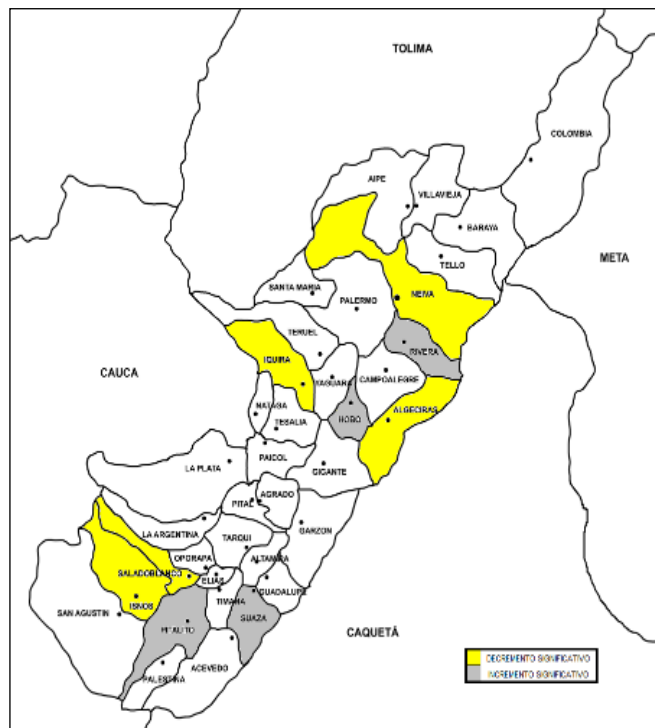 TOLIMA
COLOMBIA
AIPE
VILLAVIEJA
BARAYA
TELLO
META
SANTA MARIA
NEIVA
PALERMO
TERUEL
RIVERA
IQUIRA
CAUCA
YAGUARA
CAMPOALEGRE
NATAGA
HOBO
ALGECIRAS
TESALIA
PAICOL
LA PLATA
GIGANTE
AGRADO
PITAL
GARZON
LA ARGENTINA
TARQUI
OPORAPA
ALTAMIRA
SALADOBLANCO
ELIAS
GUADALUPE
ISNOS
TIMANA
SAN AGUSTIN
SUAZA
PITALITO
CAQUETÁ
ACEVEDO
PALESTINA
DECREMENTO SIGNIFICATIVO
INCREMENTO SIGNIFICATIVO